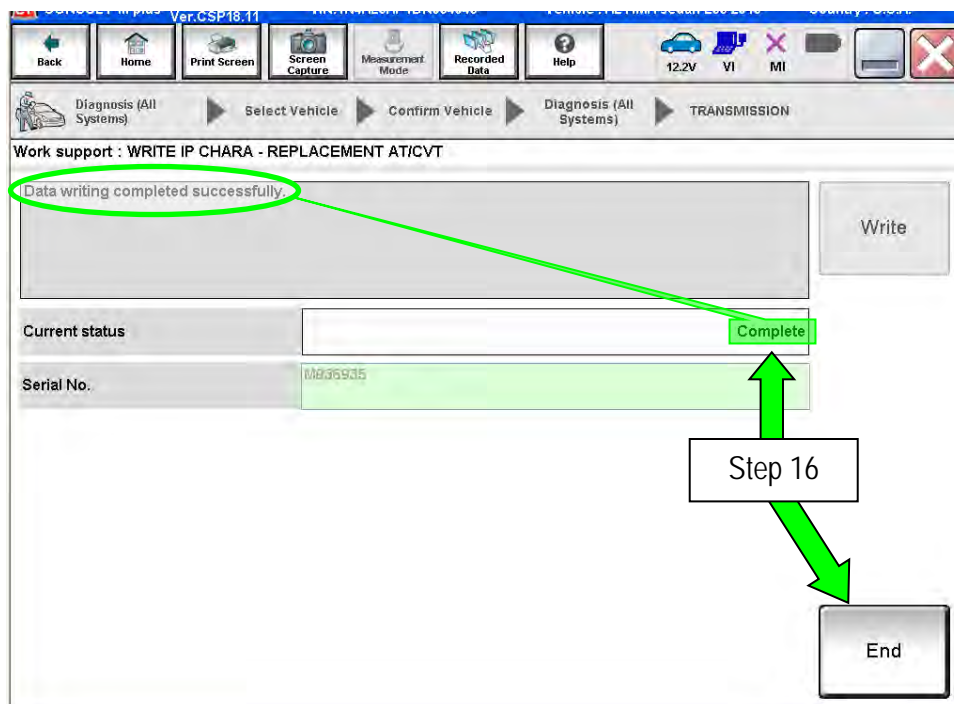 Ver.CSP18.11
Back
Home
Print Screen
Screen
Capture
Measurement
Mode
Recorded
Data
Help
12.2V
VI
MI
Diagnosis (All
Systems)
Select Vehicle
Confirm Vehicle
Diagnosis (All
Systems)
TRANSMISSION
Work support : WRITE IP CHARA - REPLACEMENT AT/CVT
Data writing completed successfully.
Write
Current status
Complete
Serial No.
Step 16
End